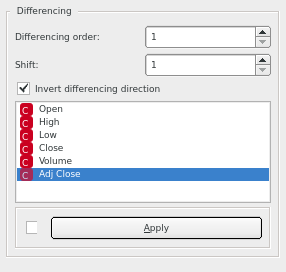 Differencing
Differencing order: 1
Shift: 1
Invert differencing direction
C Open
C High
C Low
C Close
C Volume
C Adj Close
Apply